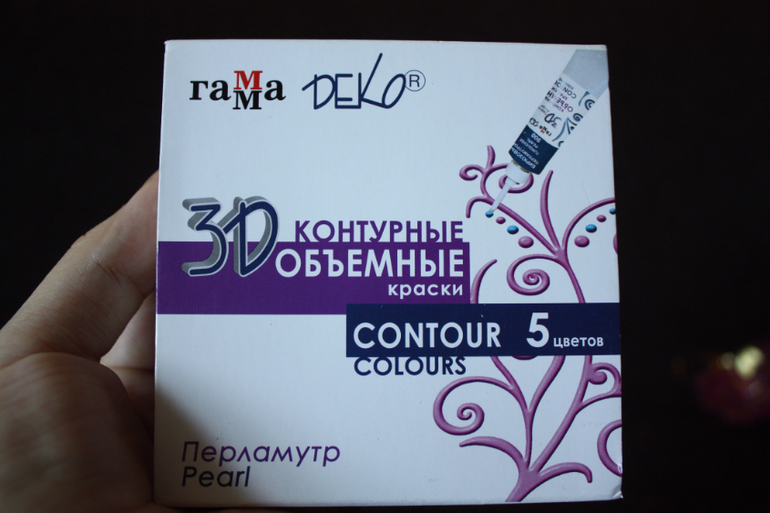 гамма DEKO®
3D КОНТУРНЫЕ
ОБЪЕМНЫЕ
краски
CONTOUR 5 цветов
COLOURS
Перламутр
Pearl